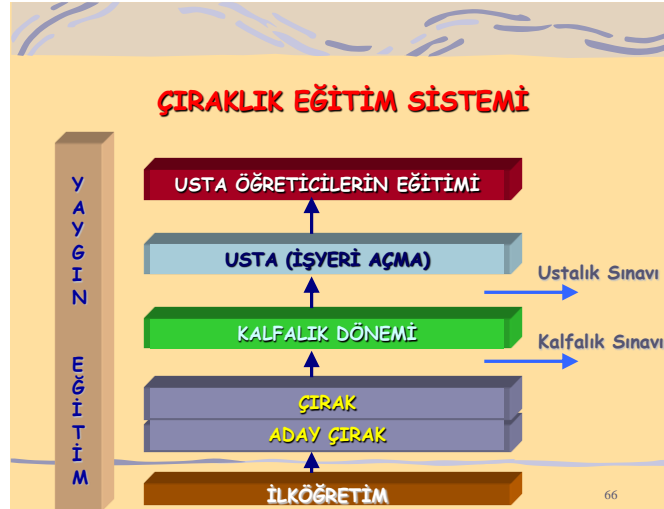 ÇIRAKLIK EĞİTİM SİSTEMİ
YAYGIN EĞİTİM
USTA ÖĞRETİCİLERİN EĞİTİMİ
USTA (İŞYERİ AÇMA)
Ustalık Sınavı
KALFALIK DÖNEMİ
Kalfalık Sınavı
ÇIRAK
ADAY ÇIRAK
İLKÖĞRETİM
66